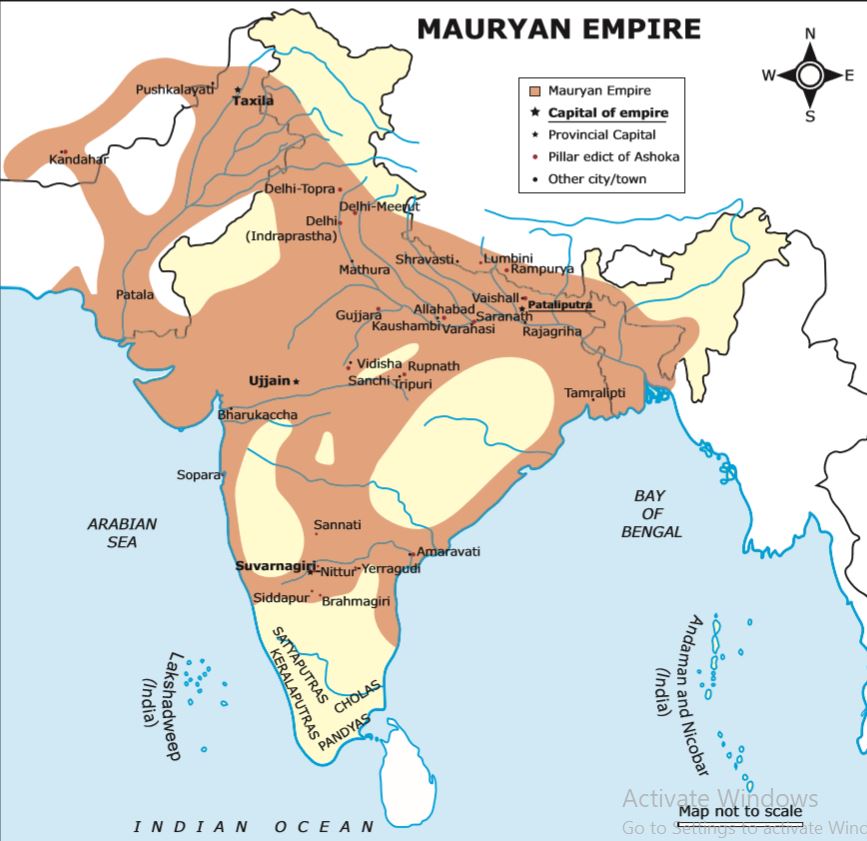 MAURYAN EMPIRE
N
W
E
S
Mauryan Empire
Capital of empire
Provincial Capital
Pillar edict of Ashoka
Other city/town
Pushkalavati
Taxila
Kandahar
Delhi-Topra
Delhi-Meerut
Delhi
(Indraprastha)
Mathura
Shravasti
Lumbini
Rampurya
Patala
Vaishali
Pataliputra
Gujjara
Allahabad
Saranath
Kaushambi
Varanasi
Rajagriha
Vidisha
Rupnath
Ujjain
Sanchi
Tripuri
Tamralipti
Bharukaccha
Sopara
ARABIAN
SEA
BAY
OF
BENGAL
Sannati
Amaravati
Suvarnagiri
Nittur
Yerragudi
Siddapur
Brahmagiri
SATYAPUTRAS
KERALAPUTRAS
CHOLAS
PANDYAS
Lakshadweep
(India)
Andaman and Nicobar
(India)
INDIAN OCEAN
Map not to scale
Activate Windows
Go to Settings to activate Winc